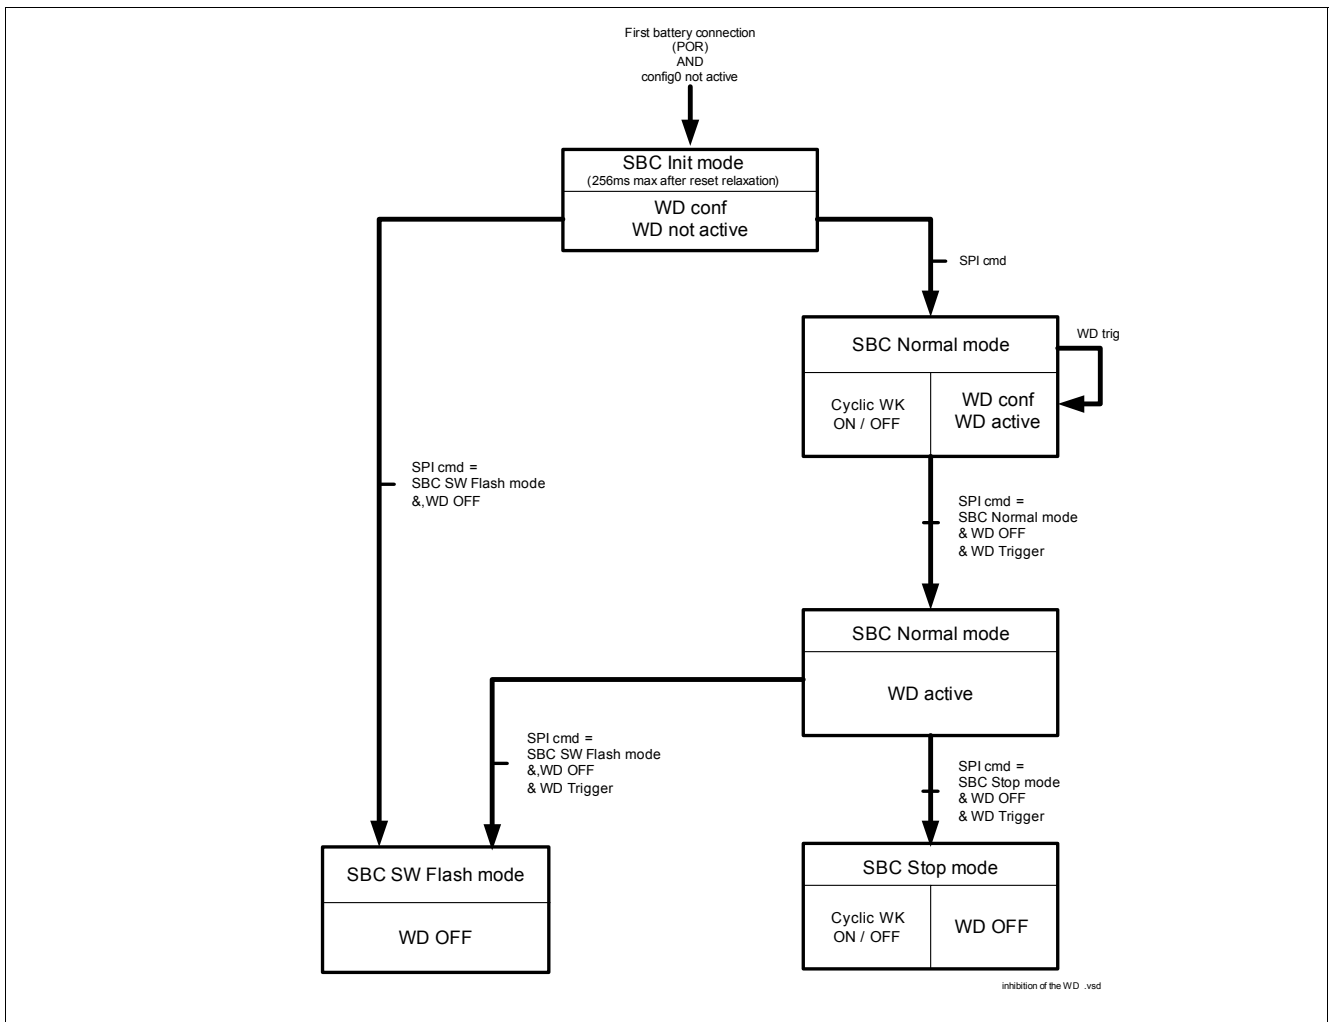 First battery connection
(POR)
AND
config0 not active
SBC Init mode
(256ms max after reset relaxation)
WD conf
WD not active
SPI cmd
SBC Normal mode
WD trig
Cyclic WK
ON / OFF
WD conf
WD active
SPI cmd =
SBC SW Flash mode
&,WD OFF
SPI cmd =
SBC Normal mode
& WD OFF
& WD Trigger
SBC Normal mode
WD active
SPI cmd =
SBC SW Flash mode
&,WD OFF
& WD Trigger
SPI cmd =
SBC Stop mode
& WD OFF
& WD Trigger
SBC SW Flash mode
WD OFF
SBC Stop mode
Cyclic WK
ON / OFF
WD OFF
inhibition of the WD .vsd